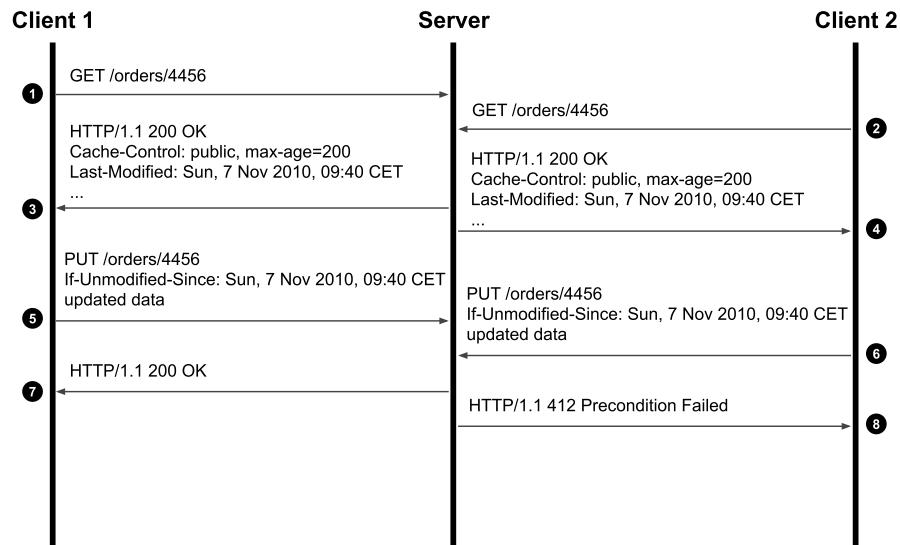 Client 1
Server
Client 2
GET /orders/4456
1
GET /orders/4456
2
HTTP/1.1 200 OK
Cache-Control: public, max-age=200
Last-Modified: Sun, 7 Nov 2010, 09:40 CET
...
3
HTTP/1.1 200 OK
Cache-Control: public, max-age=200
Last-Modified: Sun, 7 Nov 2010, 09:40 CET
...
4
PUT /orders/4456
If-Unmodified-Since: Sun, 7 Nov 2010, 09:40 CET
updated data
5
PUT /orders/4456
If-Unmodified-Since: Sun, 7 Nov 2010, 09:40 CET
updated data
6
HTTP/1.1 200 OK
7
HTTP/1.1 412 Precondition Failed
8